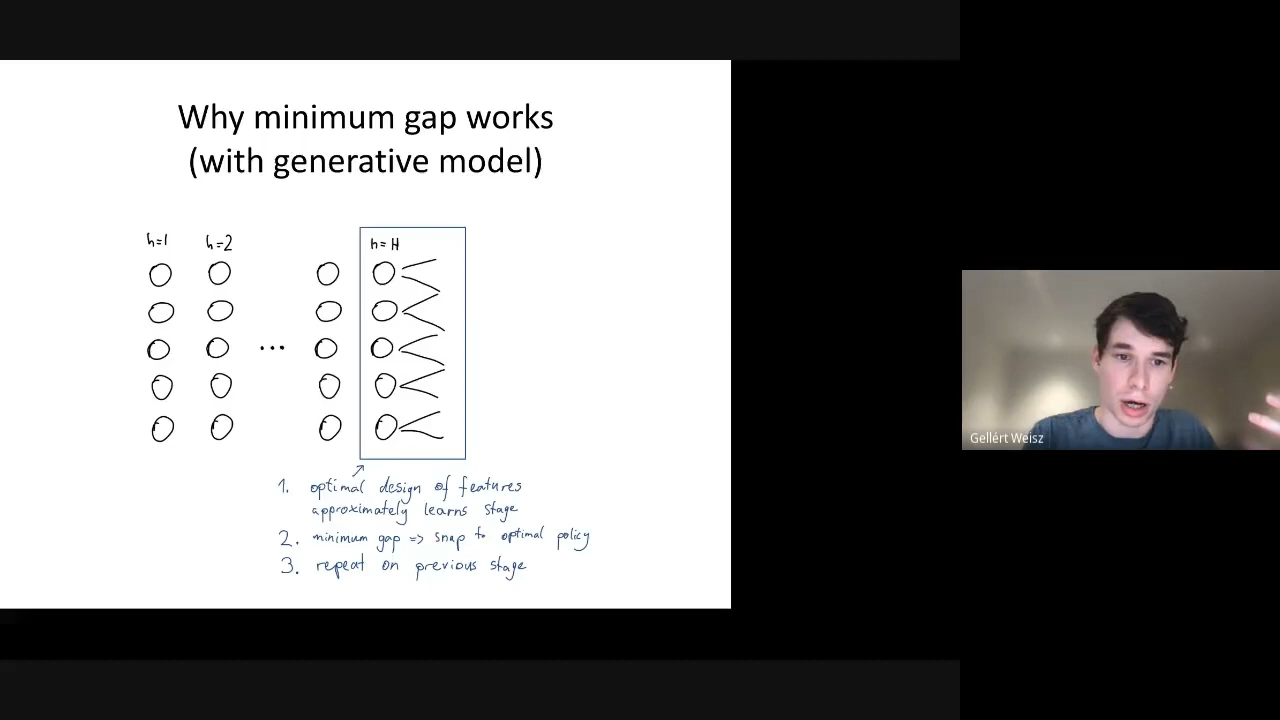 Why minimum gap works
(with generative model)
h=1 h=2 h=H
1. optimal design of features
approximately learns stage
2. minimum gap => snap to optimal policy
3. repeat on previous stage
Gellért Weisz